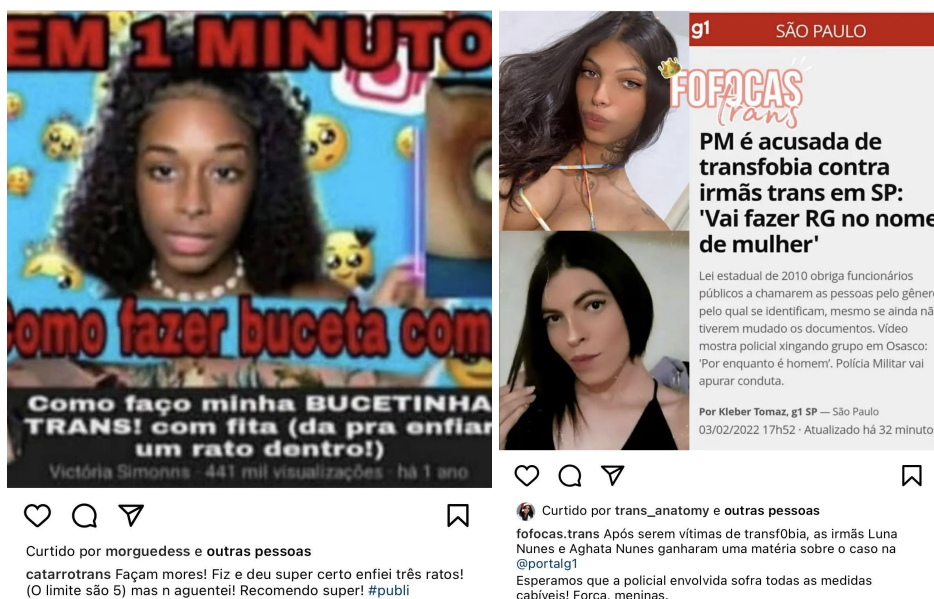 EM 1 MINUTO
como fazer buceta com
Como faço minha BUCETINHA
TRANS! com fita (da pra enfiar
um rato dentro!)
Victória Simonns · 441 mil visualizações · há 1 ano
Curtido por morguedess e outras pessoas
catarrotrans Façam mores! Fiz e deu super certo enfiei três ratos!
(O limite são 5) mas n aguentei! Recomendo super! #publi
g1
SÃO PAULO
FOFOCAS
trans
PM é acusada de
transfobia contra
irmãs trans em SP:
'Vai fazer RG no nome
de mulher'
Lei estadual de 2010 obriga funcionários
públicos a chamarem as pessoas pelo gêner
pelo qual se identificam, mesmo se ainda nã
tiverem mudado os documentos. Vídeo
mostra policial xingando grupo em Osasco:
'Por enquanto é homem'. Polícia Militar vai
apurar conduta.
Por Kleber Tomaz, g1 SP — São Paulo
03/02/2022 17h52 · Atualizado há 32 minuto
Curtido por trans_anatomy e outras pessoas
fofocas.trans Após serem vítimas de transf0bia, as irmãs Luna
Nunes e Aghata Nunes ganharam uma matéria sobre o caso na
@portalg1
Esperamos que a policial envolvida sofra todas as medidas
cabíveis! Força, meninas.